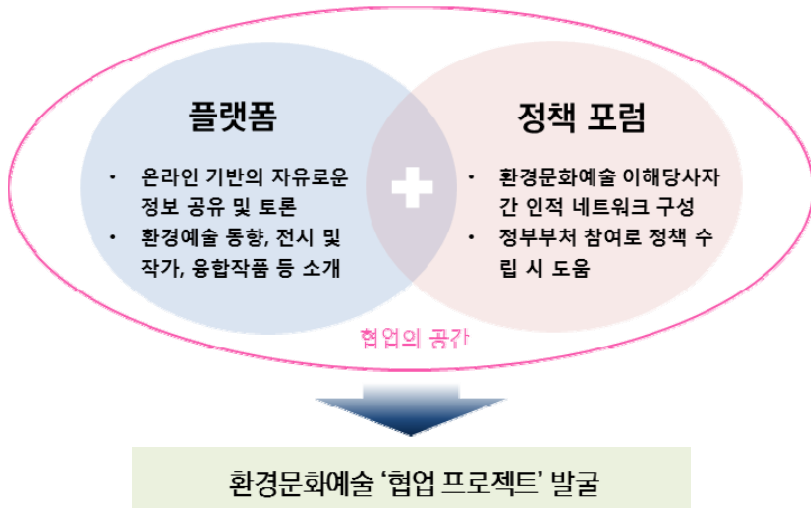 플랫폼
• 온라인 기반의 자유로운
정보 공유 및 토론
• 환경예술 동향, 전시 및
작가, 융합작품 등 소개
정책 포럼
• 환경문화예술 이해당사자
간 인적 네트워크 구성
• 정부부처 참여로 정책 수
립 시 도움
협업의 공간
환경문화예술 ‘협업 프로젝트’ 발굴